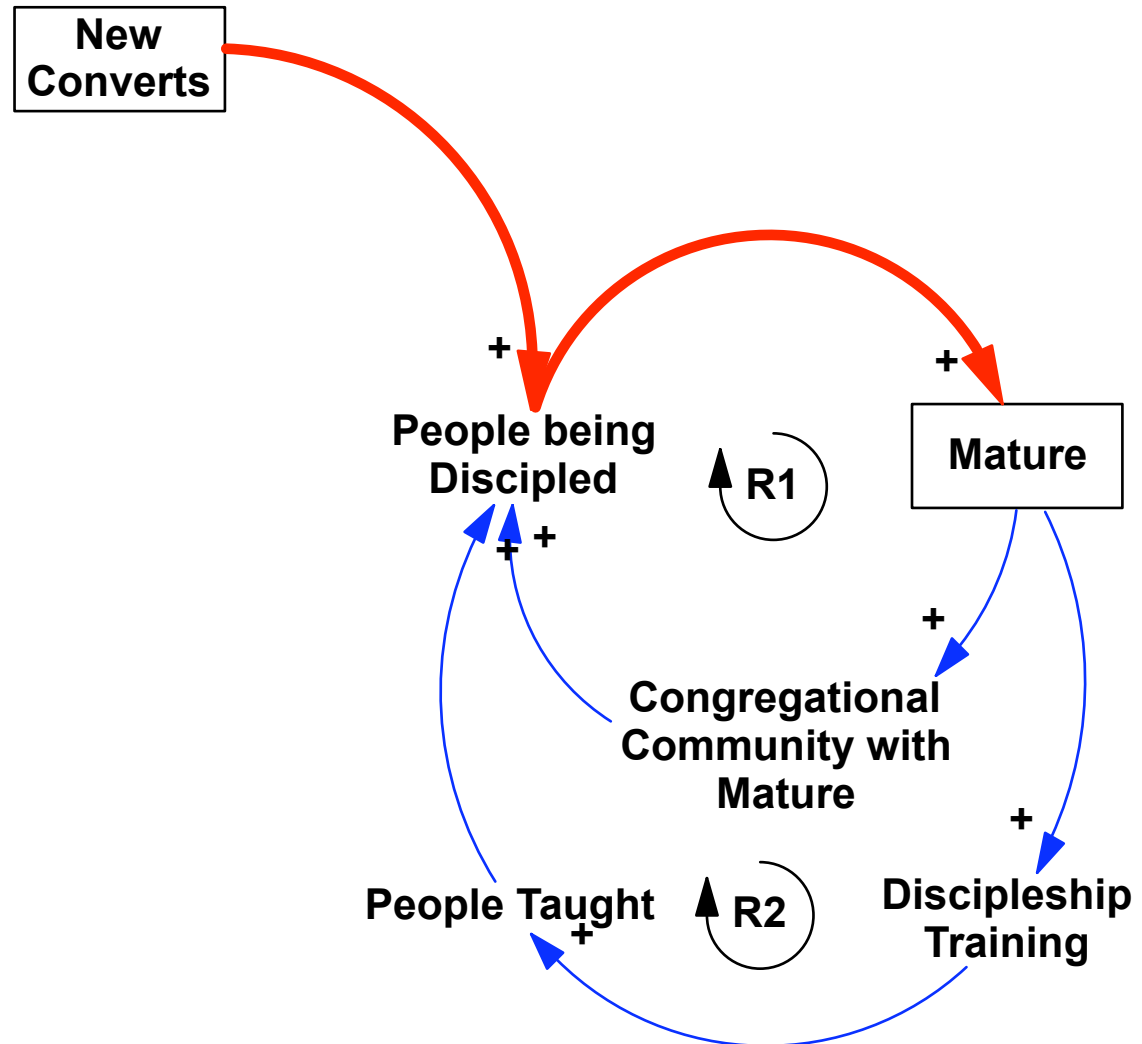 New
Converts
+
+
People being
Discipled
R1
Mature
+
+
+
Congregational
Community with
Mature
+
People Taught
+
R2
Discipleship
Training